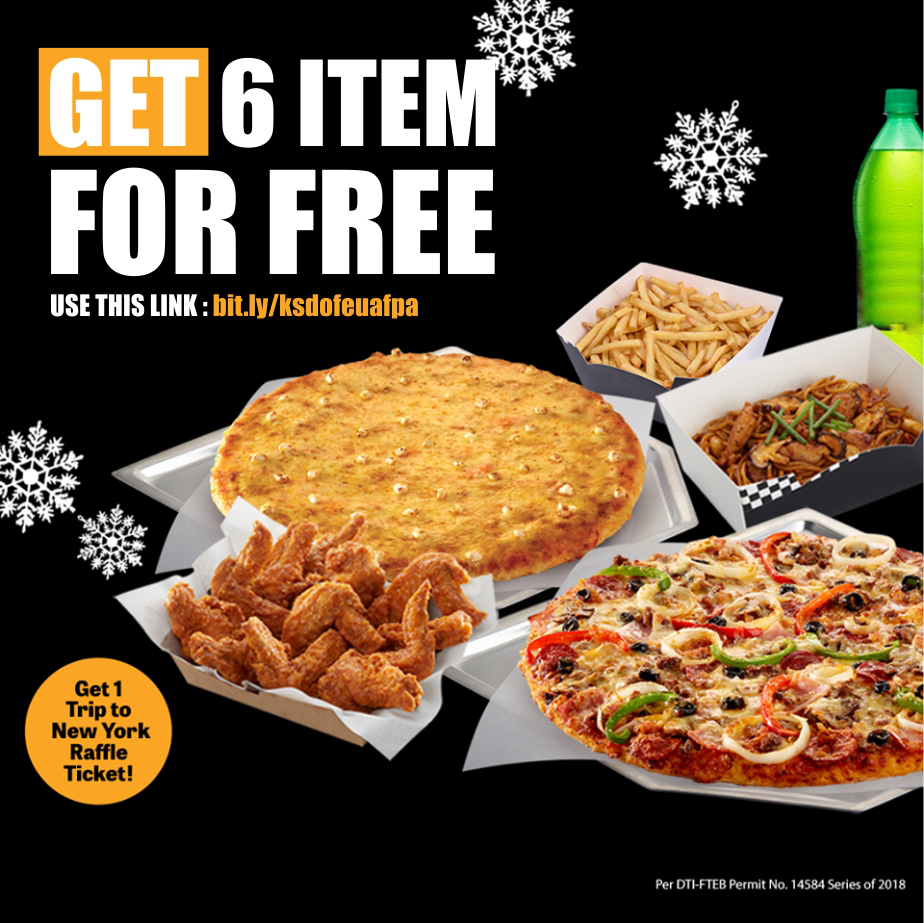 GET 6 ITEM
FOR FREE
USE THIS LINK : bit.ly/ksdofeuafpa
Get 1
Trip to
New York
Raffle
Ticket!
Per DTI-FTEB Permit No. 14584 Series of 2018